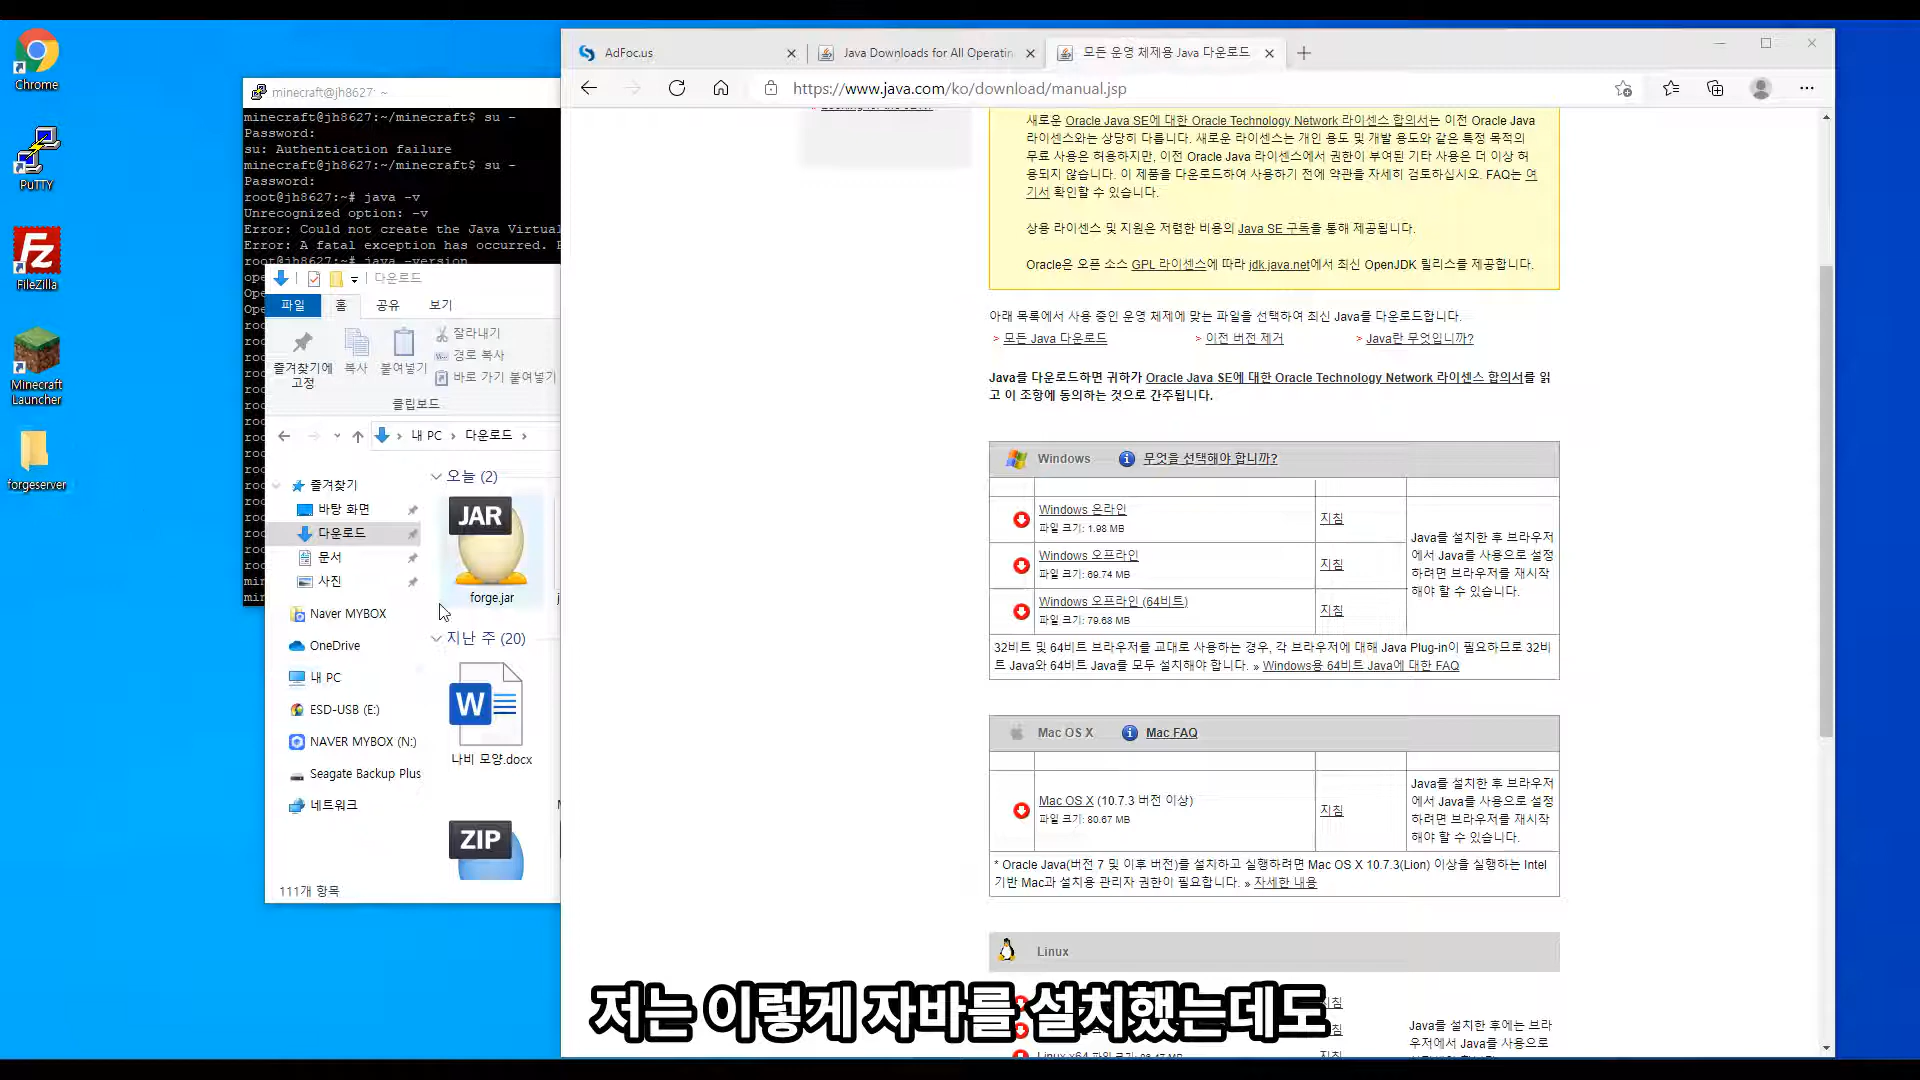 Chrome
PuTTY
FileZilla
Minecraft
Launcher
forgeserver
minecraft@jh8627: ~
minecraft@jh8627:~/minecraft$ su -
Password:
su: Authentication failure
minecraft@jh8627:~/minecraft$ su -
Password:
root@jh8627:~# java -v
Unrecognized option: -v
Error: Could not create the Java Virtual
Error: A fatal exception has occurred.
root@jh8627:~# java -version
다운로드
파일 홈 공유 보기
즐겨찾기에
고정
복사
붙여넣기
잘라내기
경로 복사
바로 가기 붙여넣기
클립보드
내 PC > 다운로드 >
즐겨찾기
바탕 화면
다운로드
문서
사진
Naver MYBOX
OneDrive
내 PC
ESD-USB (E:)
NAVER MYBOX (N:)
Seagate Backup Plus
네트워크
오늘 (2)
JAR
forge.jar
지난 주 (20)
W
나비 모양.docx
ZIP
111개 항목
AdFoc.us
Java Downloads for All Operatin
모든 운영 체제용 Java 다운로드
https://www.java.com/ko/download/manual.jsp
새로운 Oracle Java SE에 대한 Oracle Technology Network 라이센스 합의서는 이전 Oracle Java
라이센스와는 상당히 다릅니다. 새로운 라이센스는 개인 용도 및 개발 용도와 같은 특정 목적의
무료 사용은 허용하지만, 이전 Oracle Java 라이센스에서 권한이 부여된 기타 사용은 더 이상 허
용되지 않습니다. 이 제품을 다운로드하여 사용하기 전에 약관을 자세히 검토하십시오. FAQ는 여
기서 확인할 수 있습니다.
상용 라이센스 및 지원은 저렴한 비용의 Java SE 구독을 통해 제공됩니다.
Oracle은 오픈 소스 GPL 라이센스에 따라 jdk.java.net에서 최신 OpenJDK 릴리스를 제공합니다.
아래 목록에서 사용 중인 운영 체제에 맞는 파일을 선택하여 최신 Java를 다운로드합니다.
> 모든 Java 다운로드 > 이전 버전 제거 > Java란 무엇입니까?
Java를 다운로드하면 귀하가 Oracle Java SE에 대한 Oracle Technology Network 라이센스 합의서를 읽
고 이 조항에 동의하는 것으로 간주됩니다.
Windows 무엇을 선택해야 합니까?
Windows 온라인
파일 크기: 1.98 MB
지침
Windows 오프라인
파일 크기: 69.74 MB
지침
Windows 오프라인 (64비트)
파일 크기: 79.68 MB
지침
Java를 설치한 후 브라우저
에서 Java를 사용으로 설정
하려면 브라우저를 재시작
해야 할 수 있습니다.
32비트 및 64비트 브라우저를 교대로 사용하는 경우, 각 브라우저에 대해 Java Plug-in이 필요하므로 32비
트 Java와 64비트 Java를 모두 설치해야 합니다. » Windows용 64비트 Java에 대한 FAQ
Mac OS X Mac FAQ
Mac OS X (10.7.3 버전 이상)
파일 크기: 80.67 MB
지침
Java를 설치한 후 브라우저
에서 Java를 사용으로 설정
하려면 브라우저를 재시작
해야 할 수 있습니다.
* Oracle Java(버전 7 및 이후 버전)를 설치하고 실행하려면 Mac OS X 10.7.3(Lion) 이상을 실행하는 Intel
기반 Mac과 설치용 관리자 권한이 필요합니다. » 자세한 내용
Linux
저는 이렇게 자바를 설치했는데도
Java를 설치한 후에는 브라
우저에서 Java를 사용으로